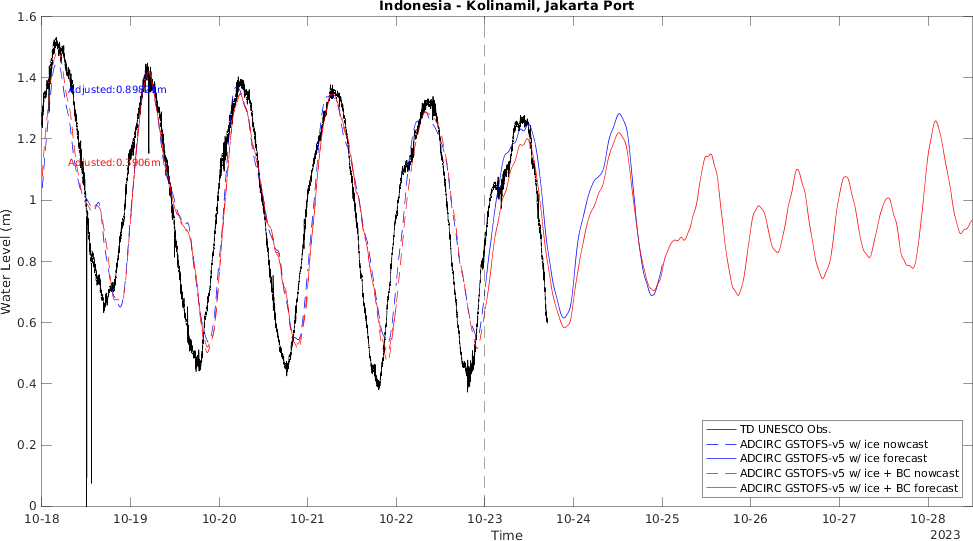 Indonesia - Kolinamil, Jakarta Port
1.6
1.4
1.2
1
0.8
0.6
0.4
0.2
0
Water Level (m)
Adjusted:
Adjusted:
10-18
10-19
10-20
10-21
10-22
10-23
10-24
10-25
10-26
10-27
10-28
2023
Time
TD UNESCO Obs.
ADCIRC GSTOFS-v5 w/ ice nowcast
ADCIRC GSTOFS-v5 w/ ice forecast
ADCIRC GSTOFS-v5 w/ ice + BC nowcast
ADCIRC GSTOFS-v5 w/ ice + BC forecast